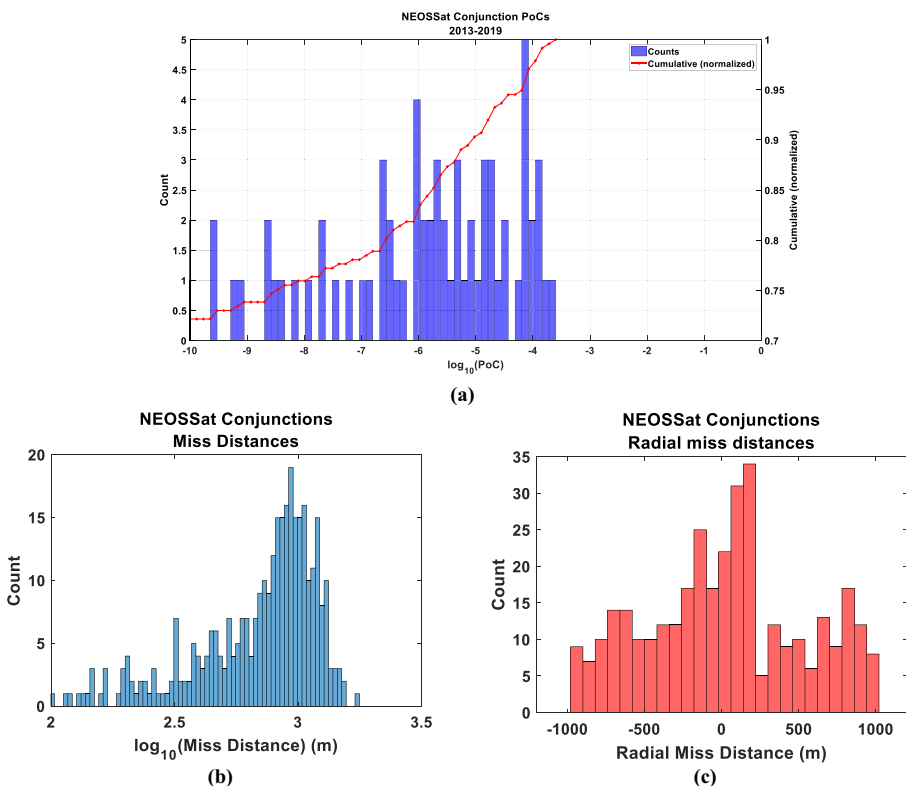 NEOSSat Conjunction PoCs
2013-2019
5
4.5
4
3.5
3
2.5
2
1.5
1
0.5
0
Count
1
0.95
0.9
0.85
0.8
0.75
0.7
Cumulative (normalized)
Counts
Cumulative (normalized)
-10 -9 -8 -7 -6 -5 -4 -3 -2 -1 0
log10(PoC)
(a)
NEOSSat Conjunctions
Miss Distances
20
15
10
5
0
Count
2 2.5 3 3.5
log10(Miss Distance) (m)
(b)
NEOSSat Conjunctions
Radial miss distances
35
30
25
20
15
10
5
0
Count
-1000 -500 0 500 1000
Radial Miss Distance (m)
(c)